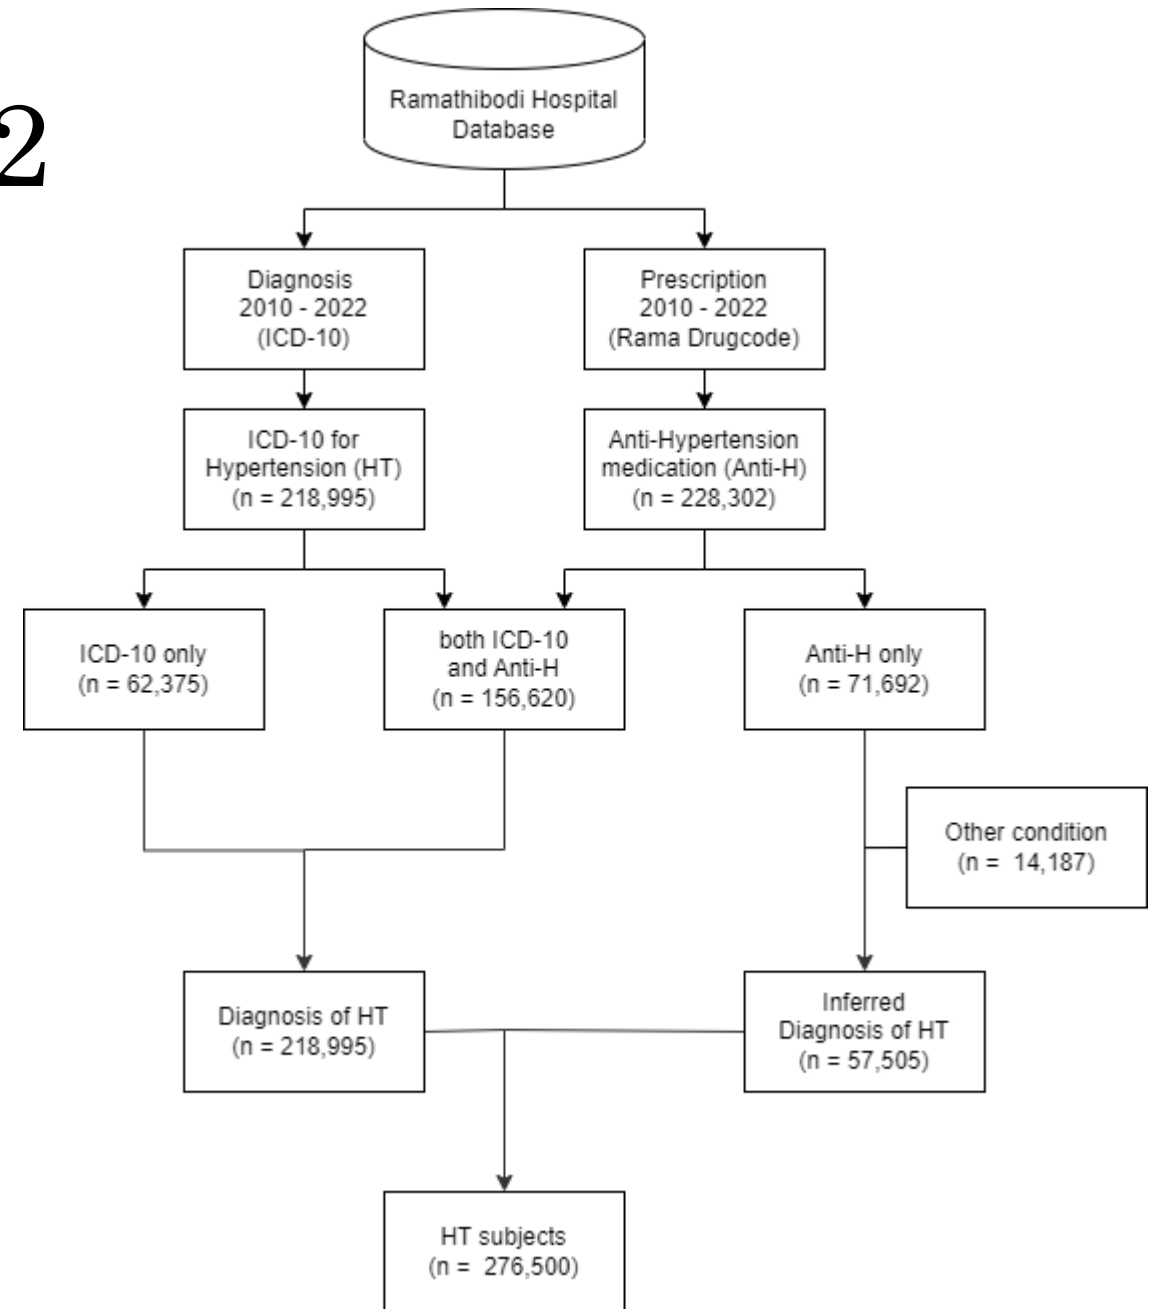 2
Ramathibodi Hospital
Database
Diagnosis
2010 - 2022
(ICD-10)
Prescription
2010 - 2022
(Rama Drugcode)
ICD-10 for
Hypertension (HT)
(n = 218,995)
Anti-Hypertension
medication (Anti-H)
(n = 228,302)
ICD-10 only
(n = 62,375)
both ICD-10
and Anti-H
(n = 156,620)
Anti-H only
(n = 71,692)
Other condition
(n =  14,187)
Diagnosis of HT
(n = 218,995)
Inferred
Diagnosis of HT
(n = 57,505)
HT subjects
(n =  276,500)